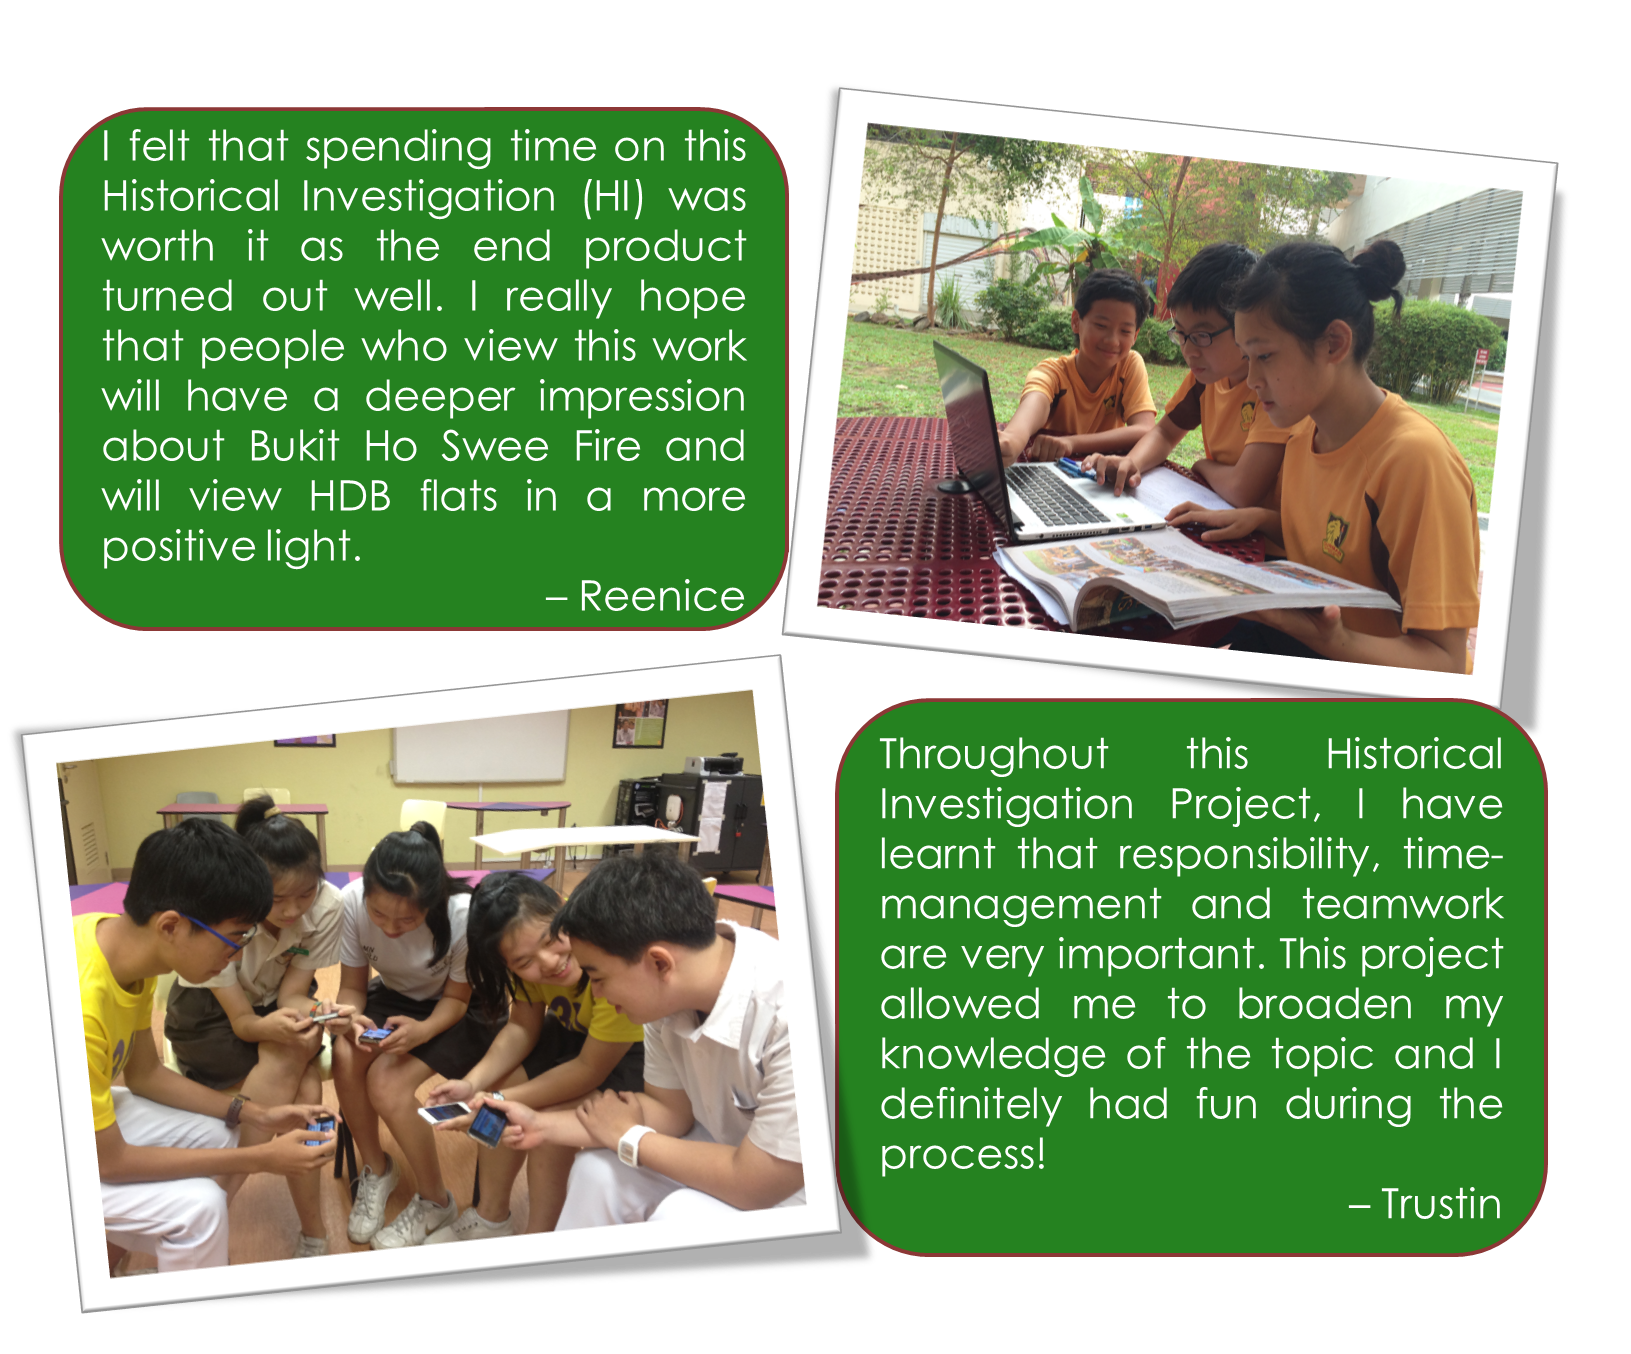 I felt that spending time on this
Historical Investigation (HI) was
worth it as the end product
turned out well. I really hope
that people who view this work
will have a deeper impression
about Bukit Ho Swee Fire and
will view HDB flats in a more
positive light.
– Reenice
Throughout this Historical
Investigation Project, I have
learnt that responsibility, time-
management and teamwork
are very important. This project
allowed me to broaden my
knowledge of the topic and I
definitely had fun during the
process!
– Trustin